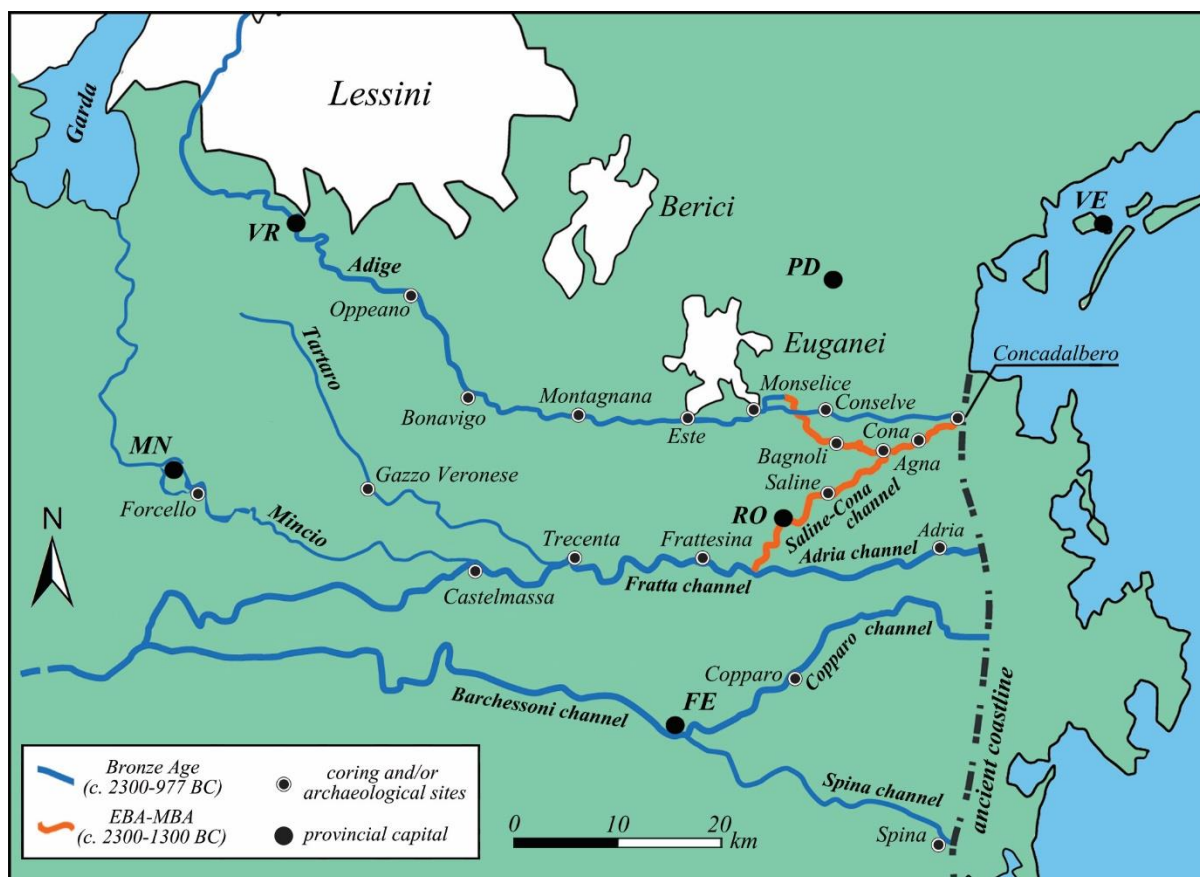 Lessini
Garda
Berici
VE
VR
Adige
PD
Oppeano
Tartaro
Euganei
Concadalbero
Monselice
Montagnana
Conselve
Bonavigo
Este
Cona
Bagnoli
Agna
MN
Gazzo Veronese
Saline
Forcello
Saline-Cona
channel
RO
N
Mincio
Trecenta
Frattesina
Adria
Adria channel
Fratta channel
Castelmassa
channel
Copparo
Copparo
Barchessoni channel
FE
ancient coastline
Spina channel
Spina
Bronze Age
(c. 2300-977 BC)
coring and/or
archaeological sites
EBA-MBA
(c. 2300-1300 BC)
provincial capital
0 10 20
km